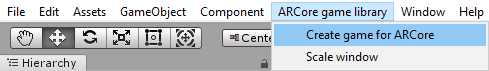 File Edit Assets GameObject Component ARCore game library Window Help
Cente
Create game for ARCore
Hierarchy
Scale window